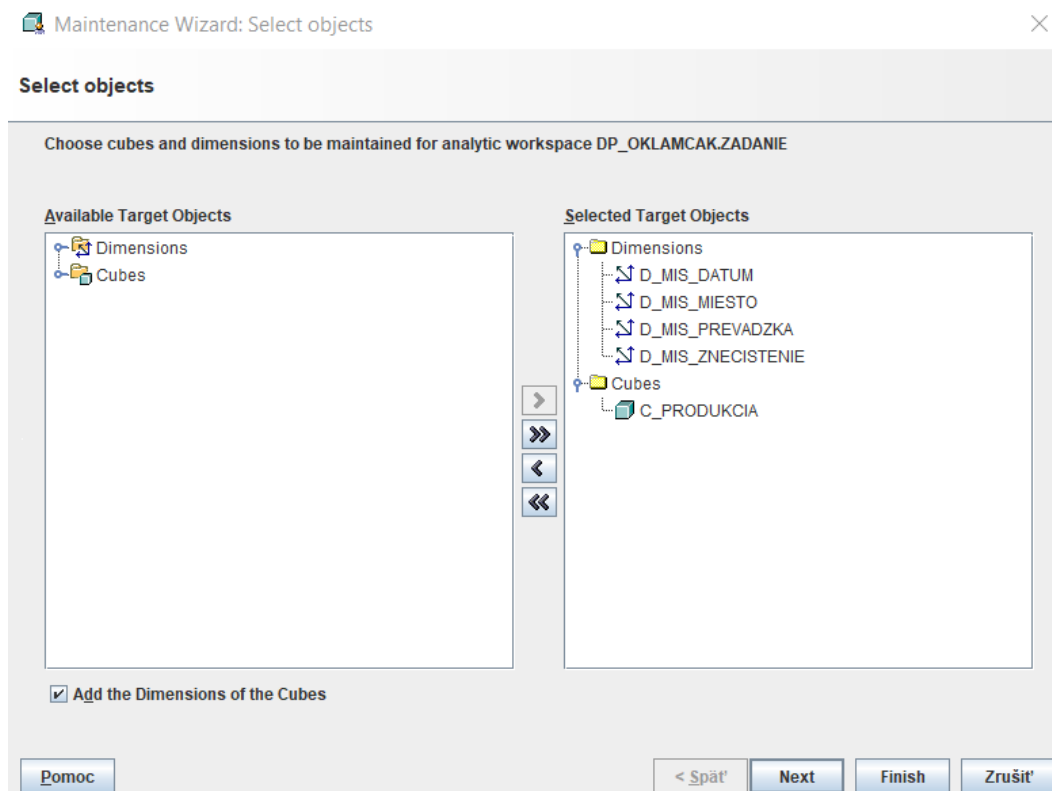 Maintenance Wizard: Select objects
Select objects
Choose cubes and dimensions to be maintained for analytic workspace DP_OKLAMCAK.ZADANIE
Available Target Objects
Dimensions
Cubes
Selected Target Objects
Dimensions
D_MIS_DATUM
D_MIS_MIESTO
D_MIS_PREVADZKA
D_MIS_ZNECISTENIE
Cubes
C_PRODUKCIA
Add the Dimensions of the Cubes
Pomoc
< Späť
Next
Finish
Zrušiť